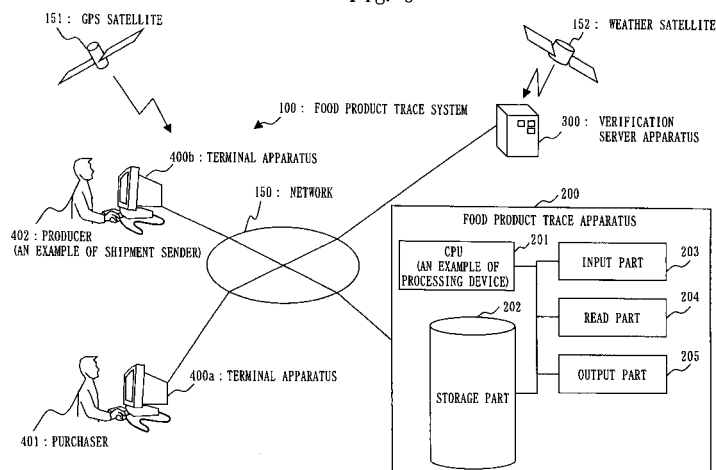 151 : GPS SATELLITE
152 : WEATHER SATELLITE
100 : FOOD PRODUCT TRACE SYSTEM
300 : VERIFICATION
SERVER APPARATUS
400b : TERMINAL APPARATUS
150 : NETWORK
402 : PRODUCER
(AN EXAMPLE OF SHIPMENT SENDER)
200
FOOD PRODUCT TRACE APPARATUS
CPU
(AN EXAMPLE OF
PROCESSING DEVICE)
201
INPUT PART
203
202
READ PART
204
OUTPUT PART
205
STORAGE PART
400a : TERMINAL APPARATUS
401 : PURCHASER